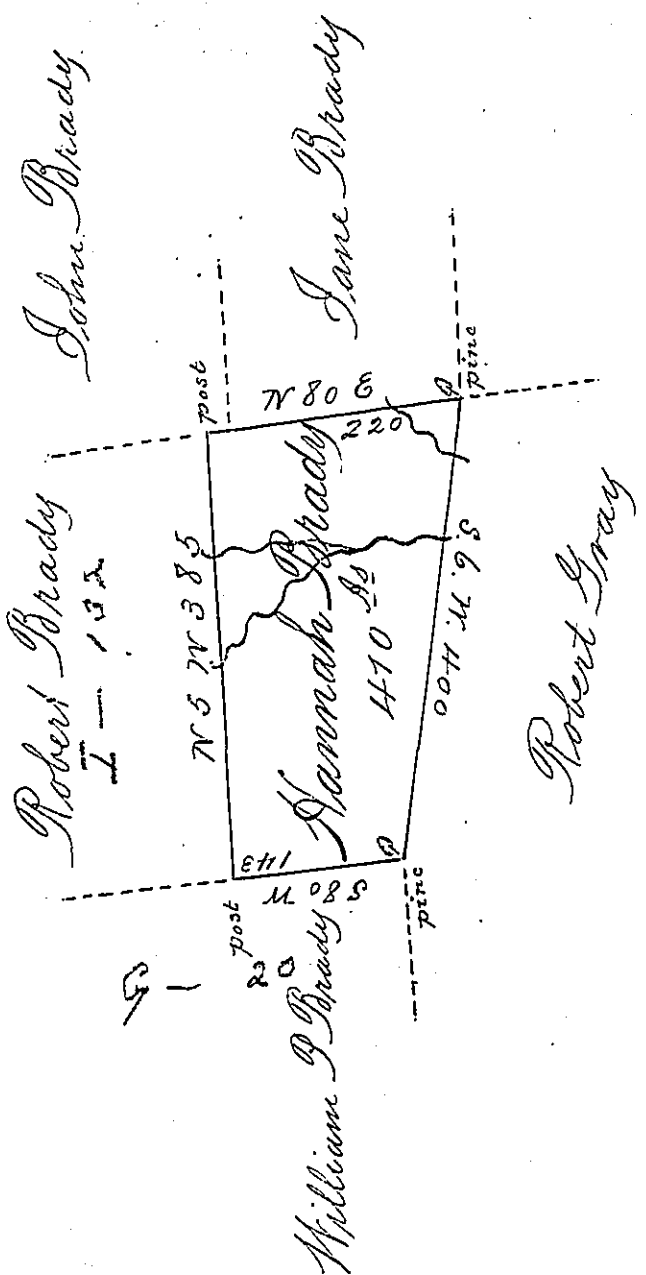 John Brady
Jane Brady
Robert Brady
I - 132
post
N 80 E
220
pine
N 5 W 385
Hannah Brady
410 As
S 6 W 400
143
S 80 W
post
pine
G - 20
William P Brady
Robert Gray